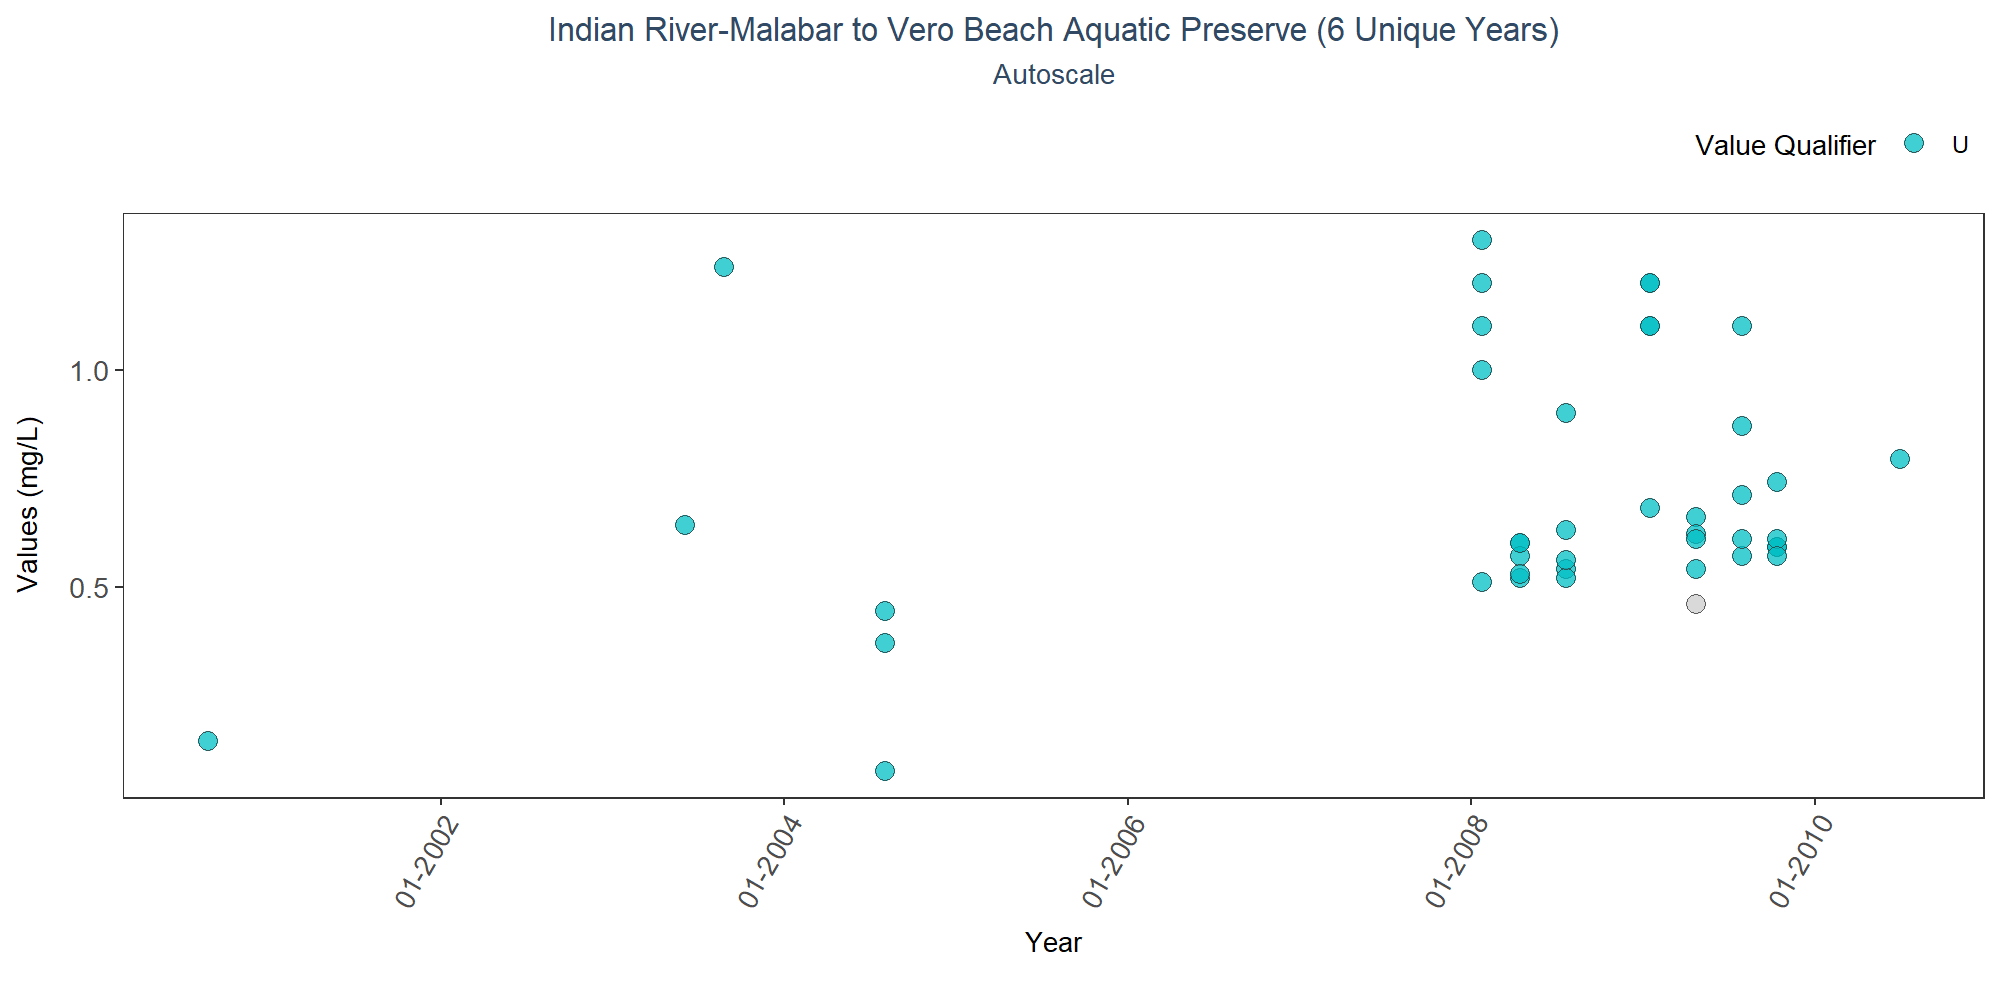 Indian River-Malabar to Vero Beach Aquatic Preserve (6 Unique Years)
Autoscale
Value Qualifier U
Values (mg/L)
1.0
0.5
01-2002
01-2004
01-2006
01-2008
01-2010
Year